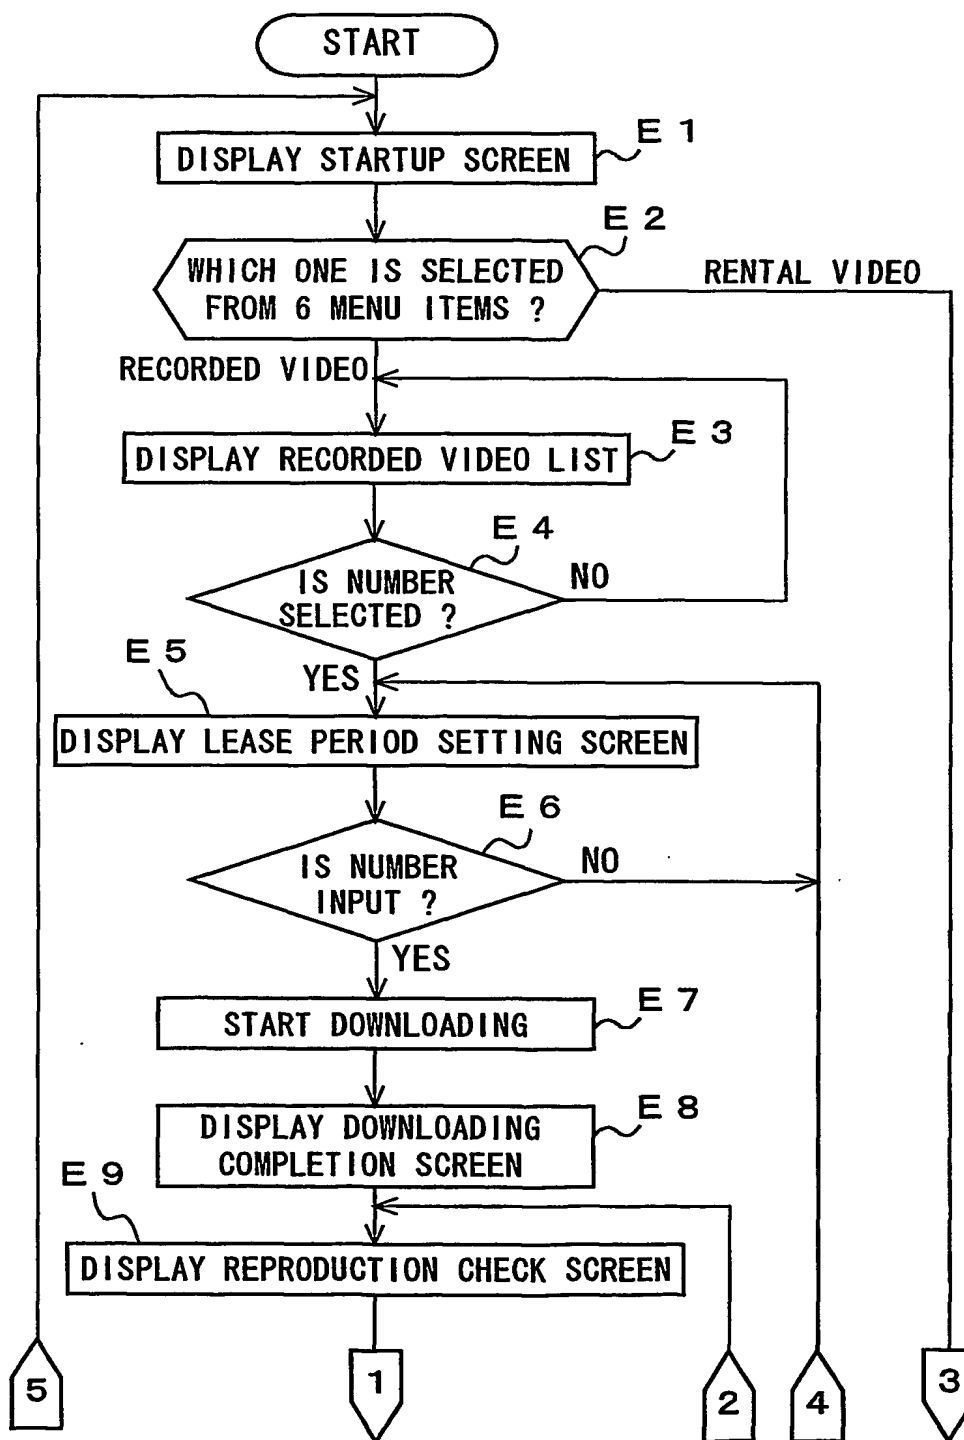 START
E 1
DISPLAY STARTUP SCREEN
E 2
WHICH ONE IS SELECTED
FROM 6 MENU ITEMS ?
RENTAL VIDEO
RECORDED VIDEO
E 3
DISPLAY RECORDED VIDEO LIST
E 4
IS NUMBER
SELECTED ?
NO
E 5
YES
DISPLAY LEASE PERIOD SETTING SCREEN
E 6
IS NUMBER
INPUT ?
NO
YES
E 7
START DOWNLOADING
E 8
DISPLAY DOWNLOADING
COMPLETION SCREEN
E 9
DISPLAY REPRODUCTION CHECK SCREEN
5
1
2
4
3